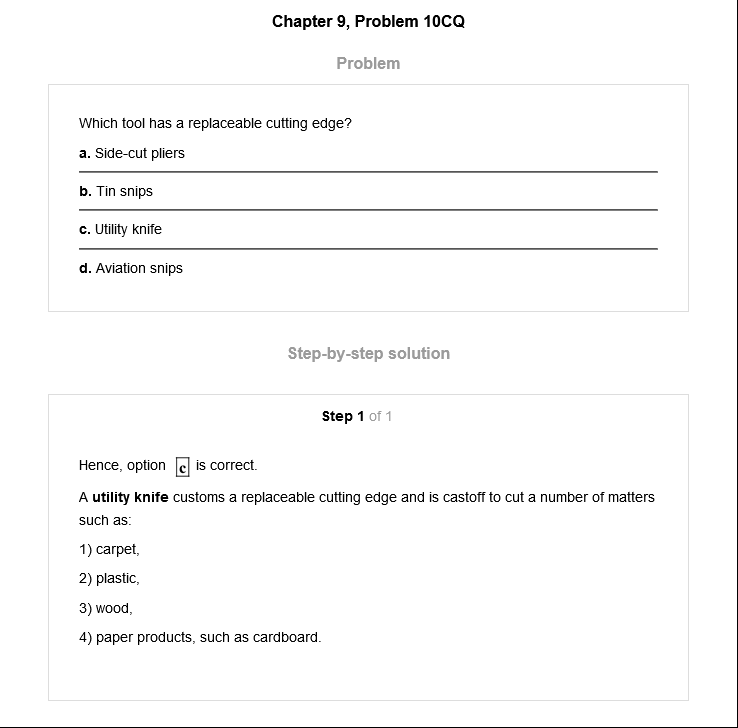 Chapter 9, Problem 10CQ
Problem
Which tool has a replaceable cutting edge?
a. Side-cut pliers
b. Tin snips
c. Utility knife
d. Aviation snips
Step-by-step solution
Step 1 of 1
Hence, option c is correct.
A utility knife customs a replaceable cutting edge and is castoff to cut a number of matters
such as:
1) carpet,
2) plastic,
3) wood,
4) paper products, such as cardboard.